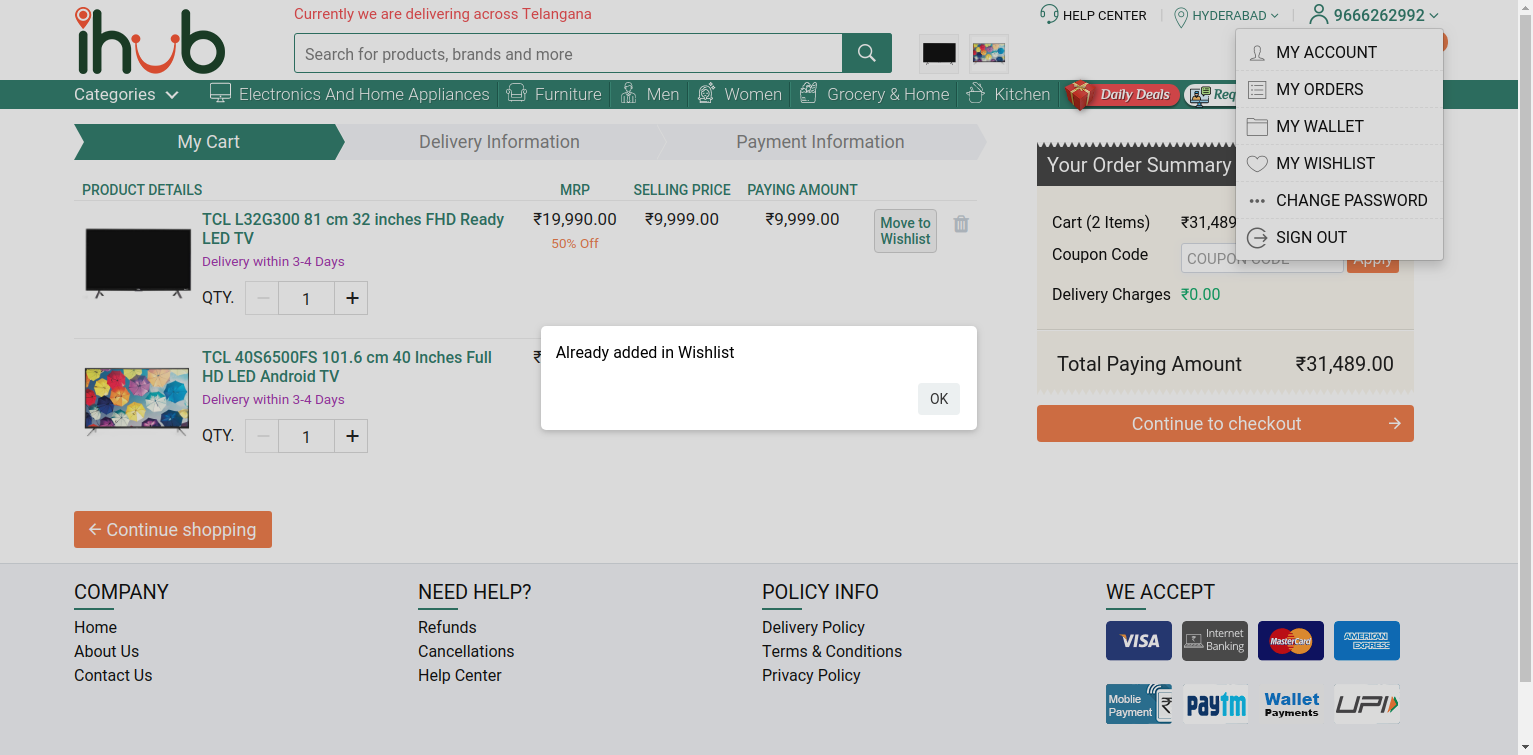 ihub
Currently we are delivering across Telangana
HELP CENTER
HYDERABAD
9666262992
Search for products, brands and more
MY ACCOUNT
MY ORDERS
MY WALLET
MY WISHLIST
CHANGE PASSWORD
SIGN OUT
Categories
Electronics And Home Appliances
Furniture
Men
Women
Grocery & Home
Kitchen
Daily Deals
My Cart
Delivery Information
Payment Information
PRODUCT DETAILS
MRP
SELLING PRICE
PAYING AMOUNT
TCL L32G300 81 cm 32 inches FHD Ready
LED TV
Delivery within 3-4 Days
QTY.
1
₹19,990.00
50% Off
₹9,999.00
₹9,999.00
Move to
Wishlist
TCL 40S6500FS 101.6 cm 40 Inches Full
HD LED Android TV
Delivery within 3-4 Days
QTY.
1
Already added in Wishlist
OK
Your Order Summary
Cart (2 Items)
₹31,489
Coupon Code
COUPON CODE
Apply
Delivery Charges
₹0.00
Total Paying Amount
₹31,489.00
Continue to checkout
Continue shopping
COMPANY
Home
About Us
Contact Us
NEED HELP?
Refunds
Cancellations
Help Center
POLICY INFO
Delivery Policy
Terms & Conditions
Privacy Policy
WE ACCEPT
VISA
Internet
Banking
MasterCard
AMERICAN
EXPRESS
Moblie
Payment
paytm
Wallet
Payments
UPI